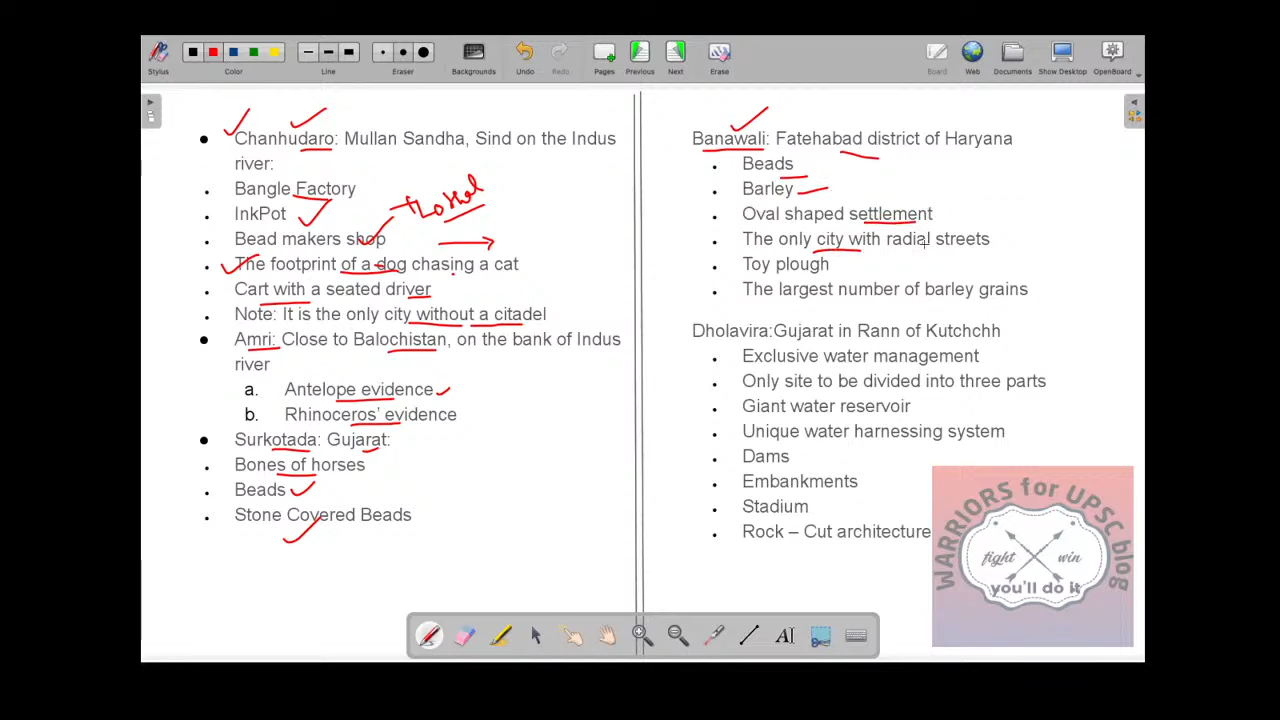 Stylus
Color
Line
Eraser
Backgrounds
Undo
Redo
Pages
Previous
Next
Erase
Board
Web
Documents
Show Desktop
OpenBoard
● Chanhudaro: Mullan Sandha, Sind on the Indus
river:
• Bangle Factory
• InkPot
• Bead makers shop
→ Lothal
• The footprint of a dog chasing a cat
• Cart with a seated driver
• Note: It is the only city without a citadel
● Amri: Close to Balochistan, on the bank of Indus
river
a. Antelope evidence
b. Rhinoceros' evidence
● Surkotada: Gujarat:
• Bones of horses
• Beads
• Stone Covered Beads
Banawali: Fatehabad district of Haryana
• Beads
• Barley
• Oval shaped settlement
• The only city with radial streets
• Toy plough
• The largest number of barley grains
Dholavira:Gujarat in Rann of Kutchchh
• Exclusive water management
• Only site to be divided into three parts
• Giant water reservoir
• Unique water harnessing system
• Dams
• Embankments
• Stadium
• Rock – Cut architecture
WARRIORS for UPSC blog
fight win
you'll do it